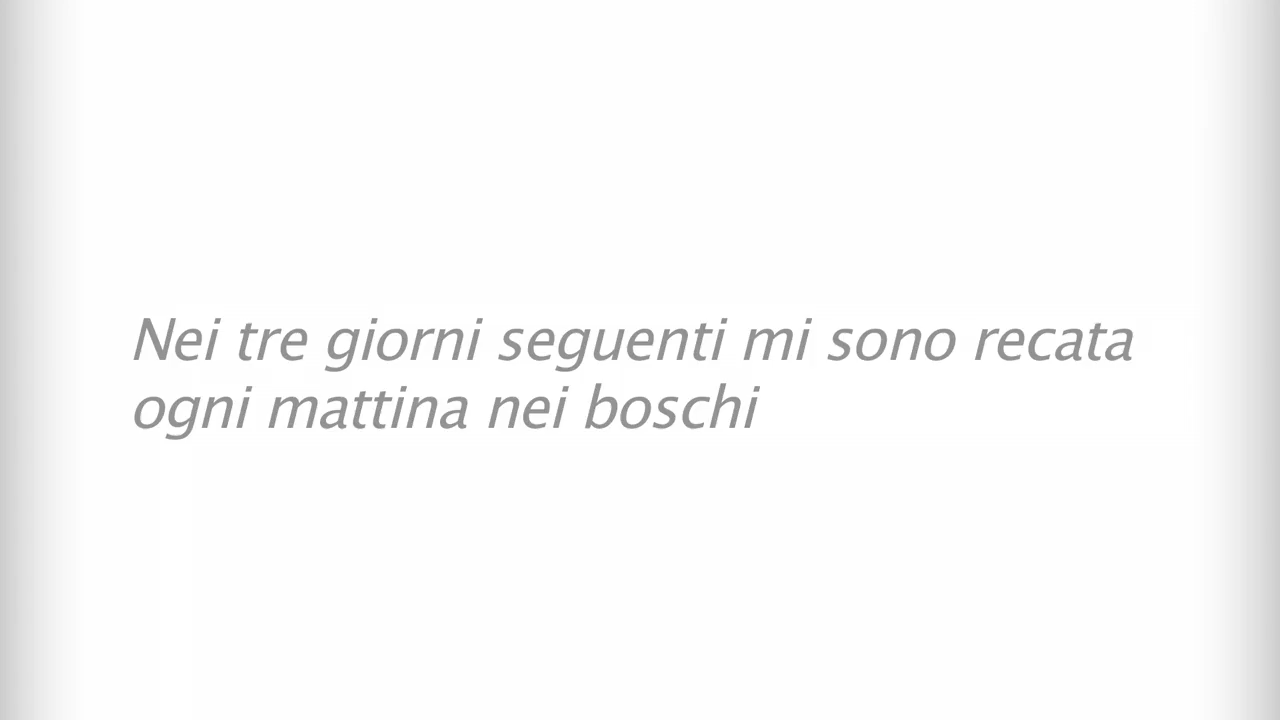 Nei tre giorni seguenti mi sono recata
ogni mattina nei boschi